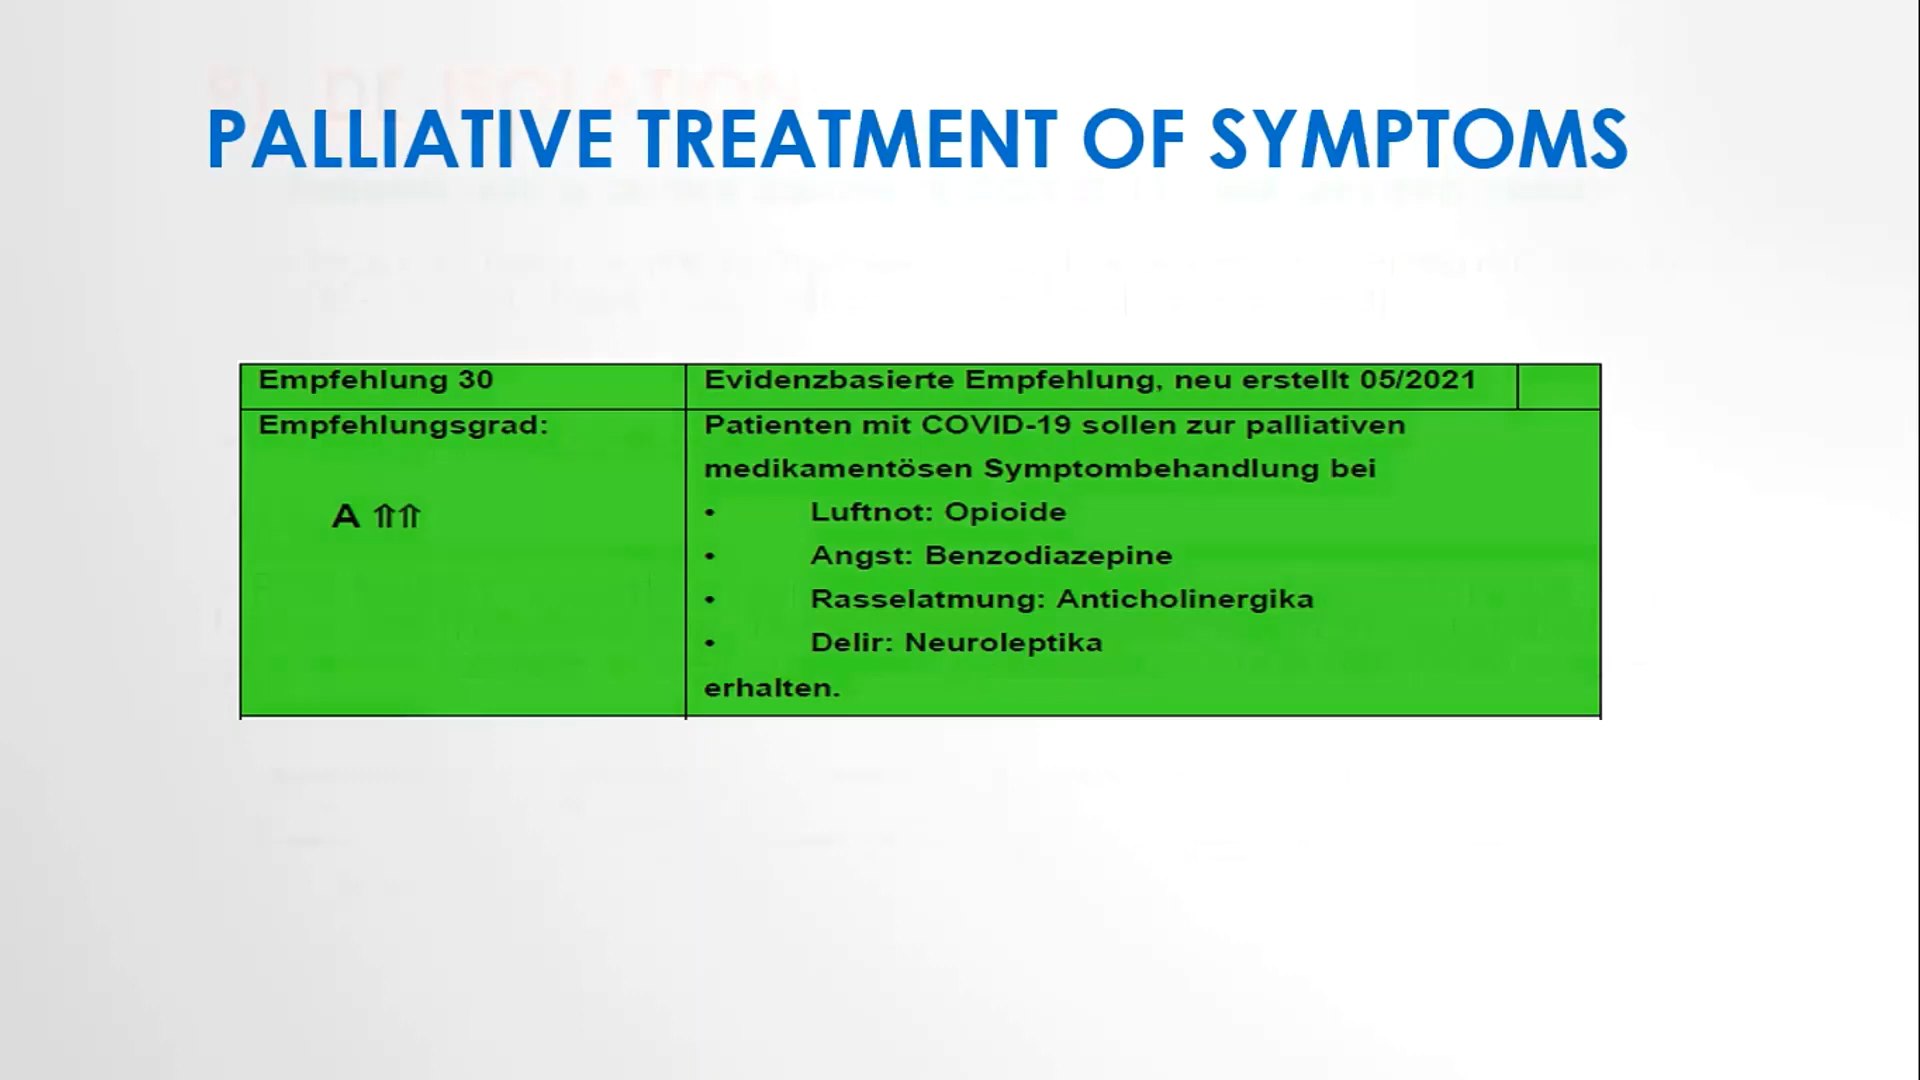 PALLIATIVE TREATMENT OF SYMPTOMS
Empfehlung 30
Evidenzbasierte Empfehlung, neu erstellt 05/2021
Empfehlungsgrad:
A ⇑⇑
Patienten mit COVID-19 sollen zur palliativen
medikamentösen Symptombehandlung bei
• Luftnot: Opioide
• Angst: Benzodiazepine
• Rasselatmung: Anticholinergika
• Delir: Neuroleptika
erhalten.